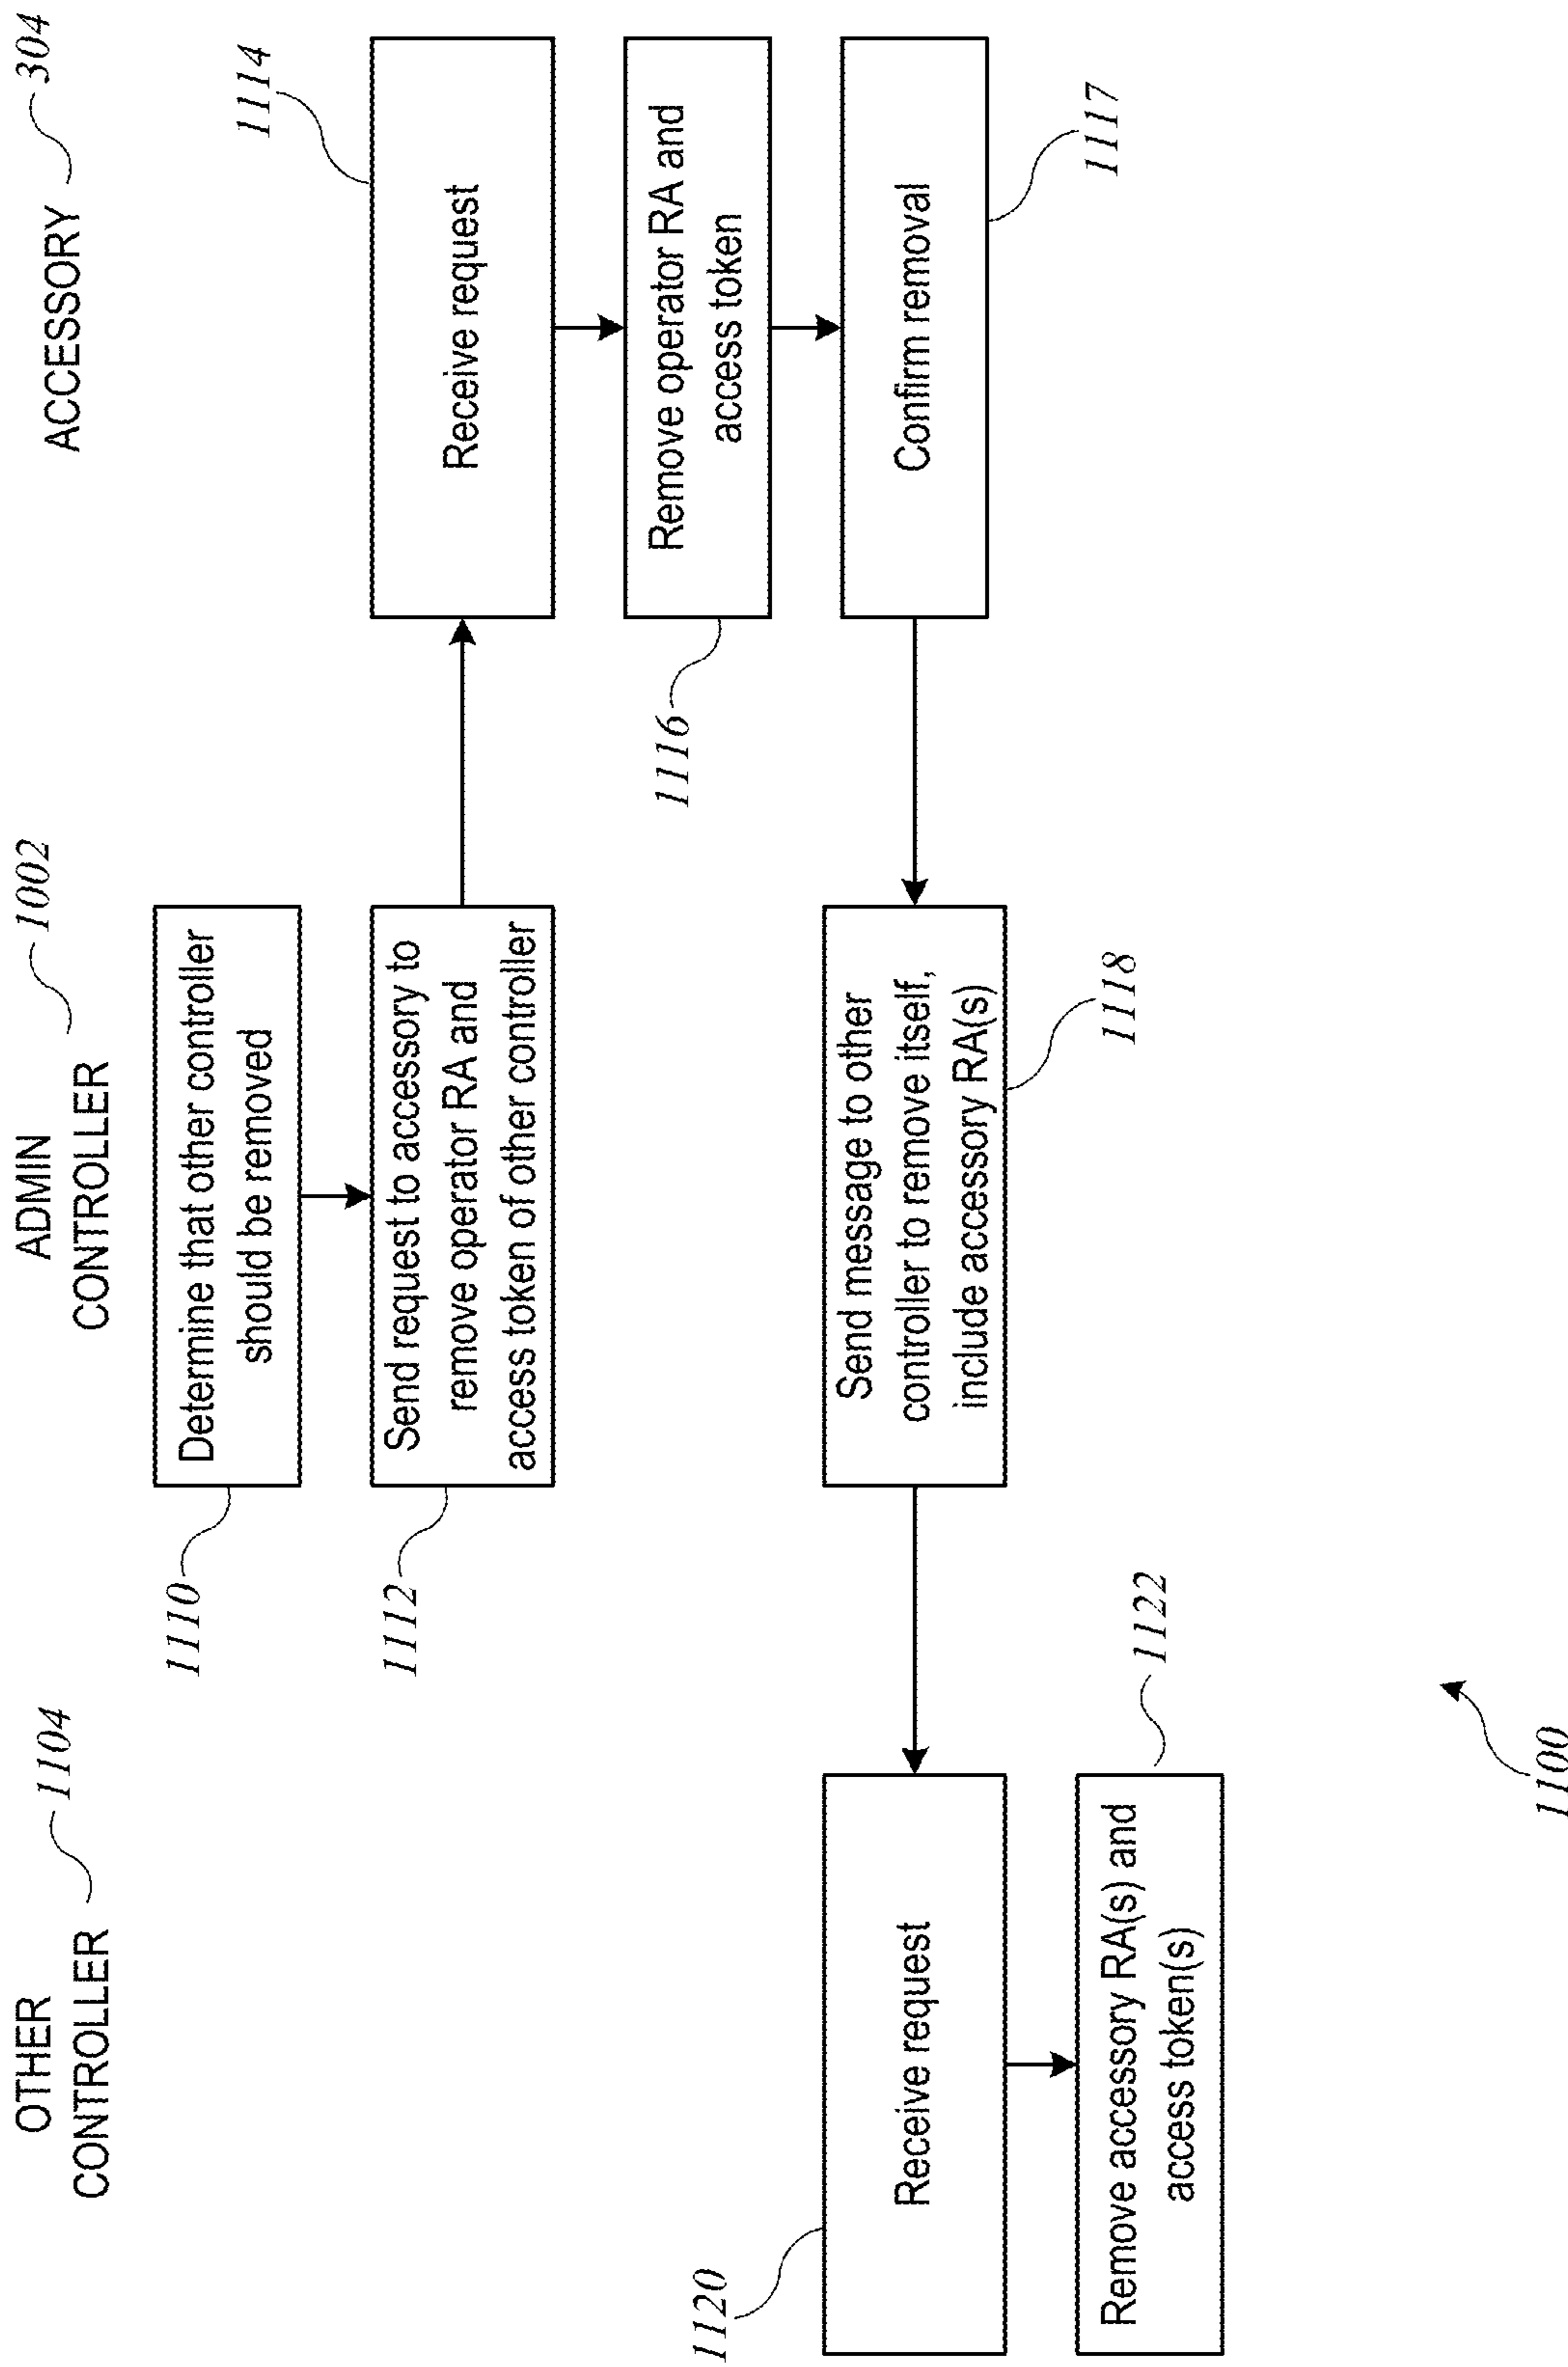 OTHER
CONTROLLER
1104
ADMIN
CONTROLLER
1002
ACCESSORY
304
1110
Determine that other controller
should be removed
1112
Send request to accessory to
remove operator RA and
access token of other controller
1114
Receive request
1116
Remove operator RA and
access token
Confirm removal
1117
Send message to other
controller to remove itself,
include accessory RA(s)
1118
1120
Receive request
Remove accessory RA(s) and
access token(s)
1122
1100